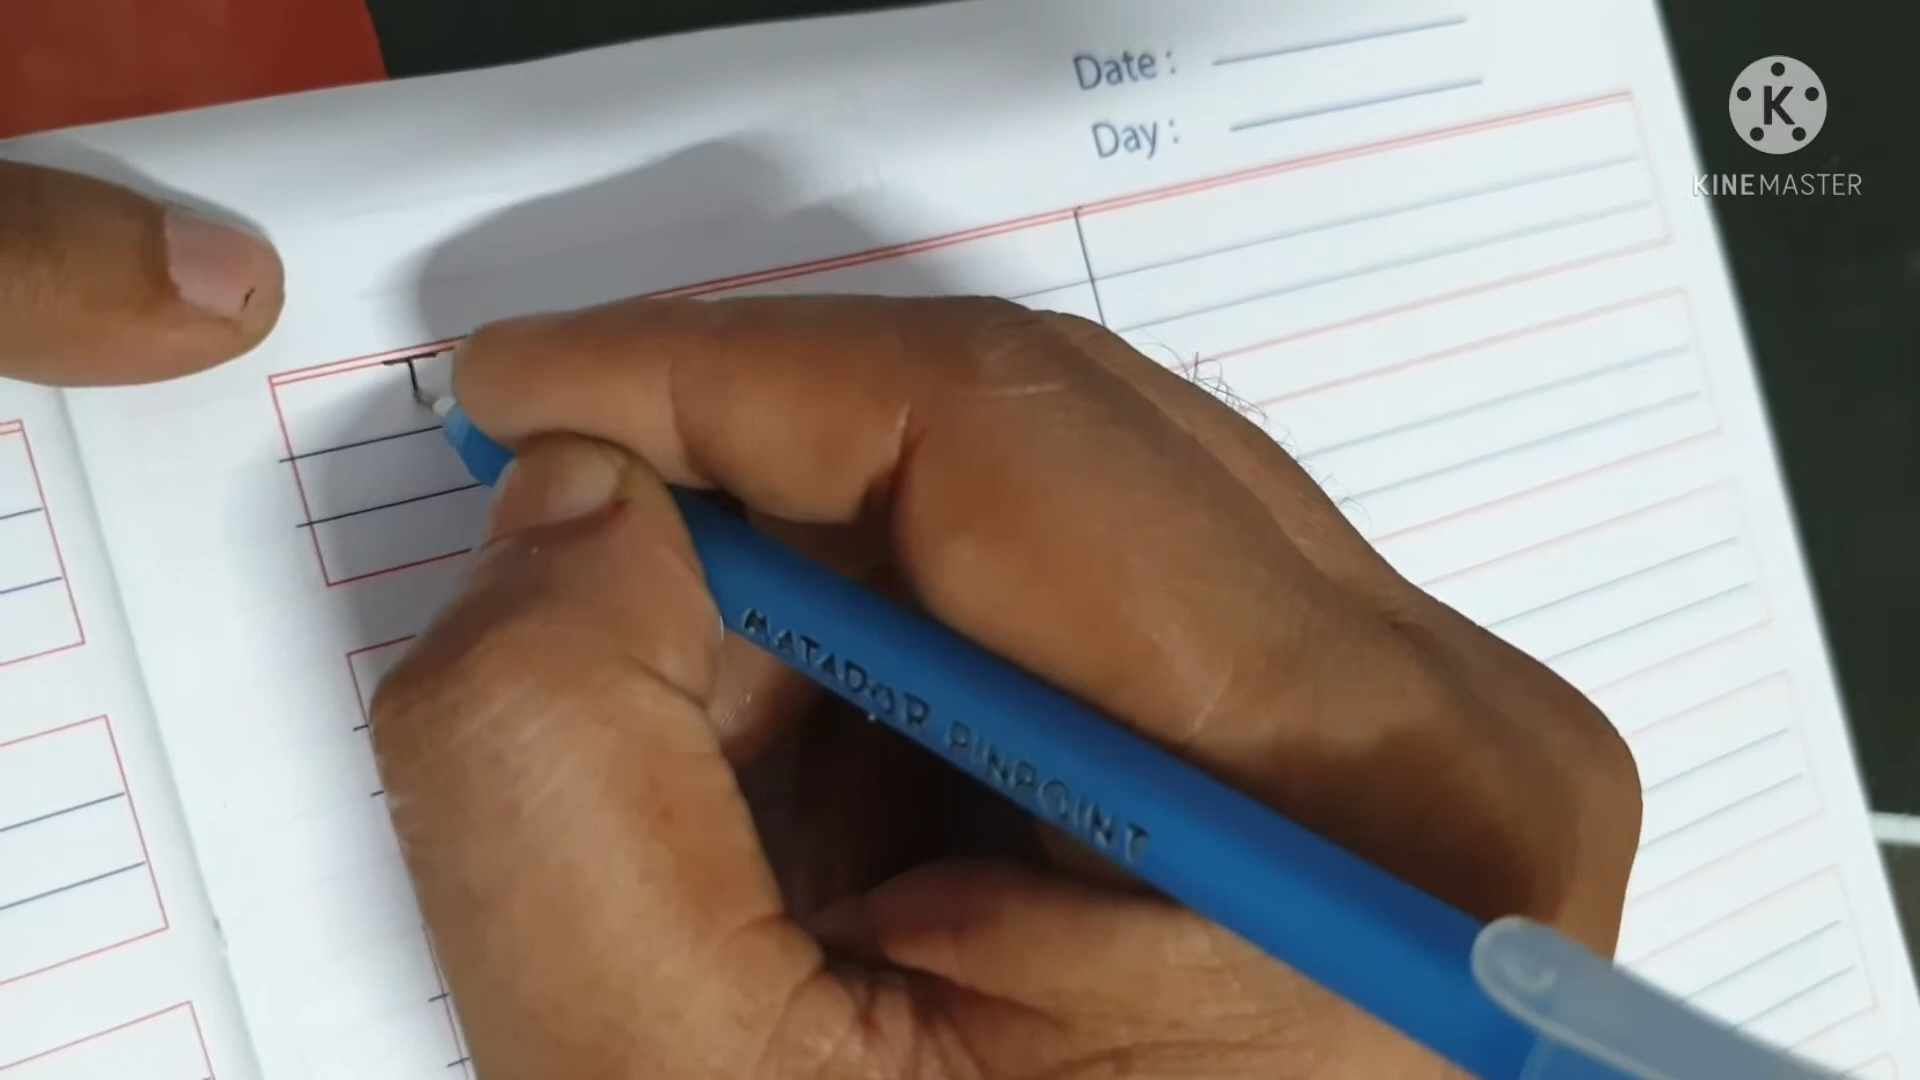 Date :
Day :
KINEMASTER
MATADOR PINPOINT